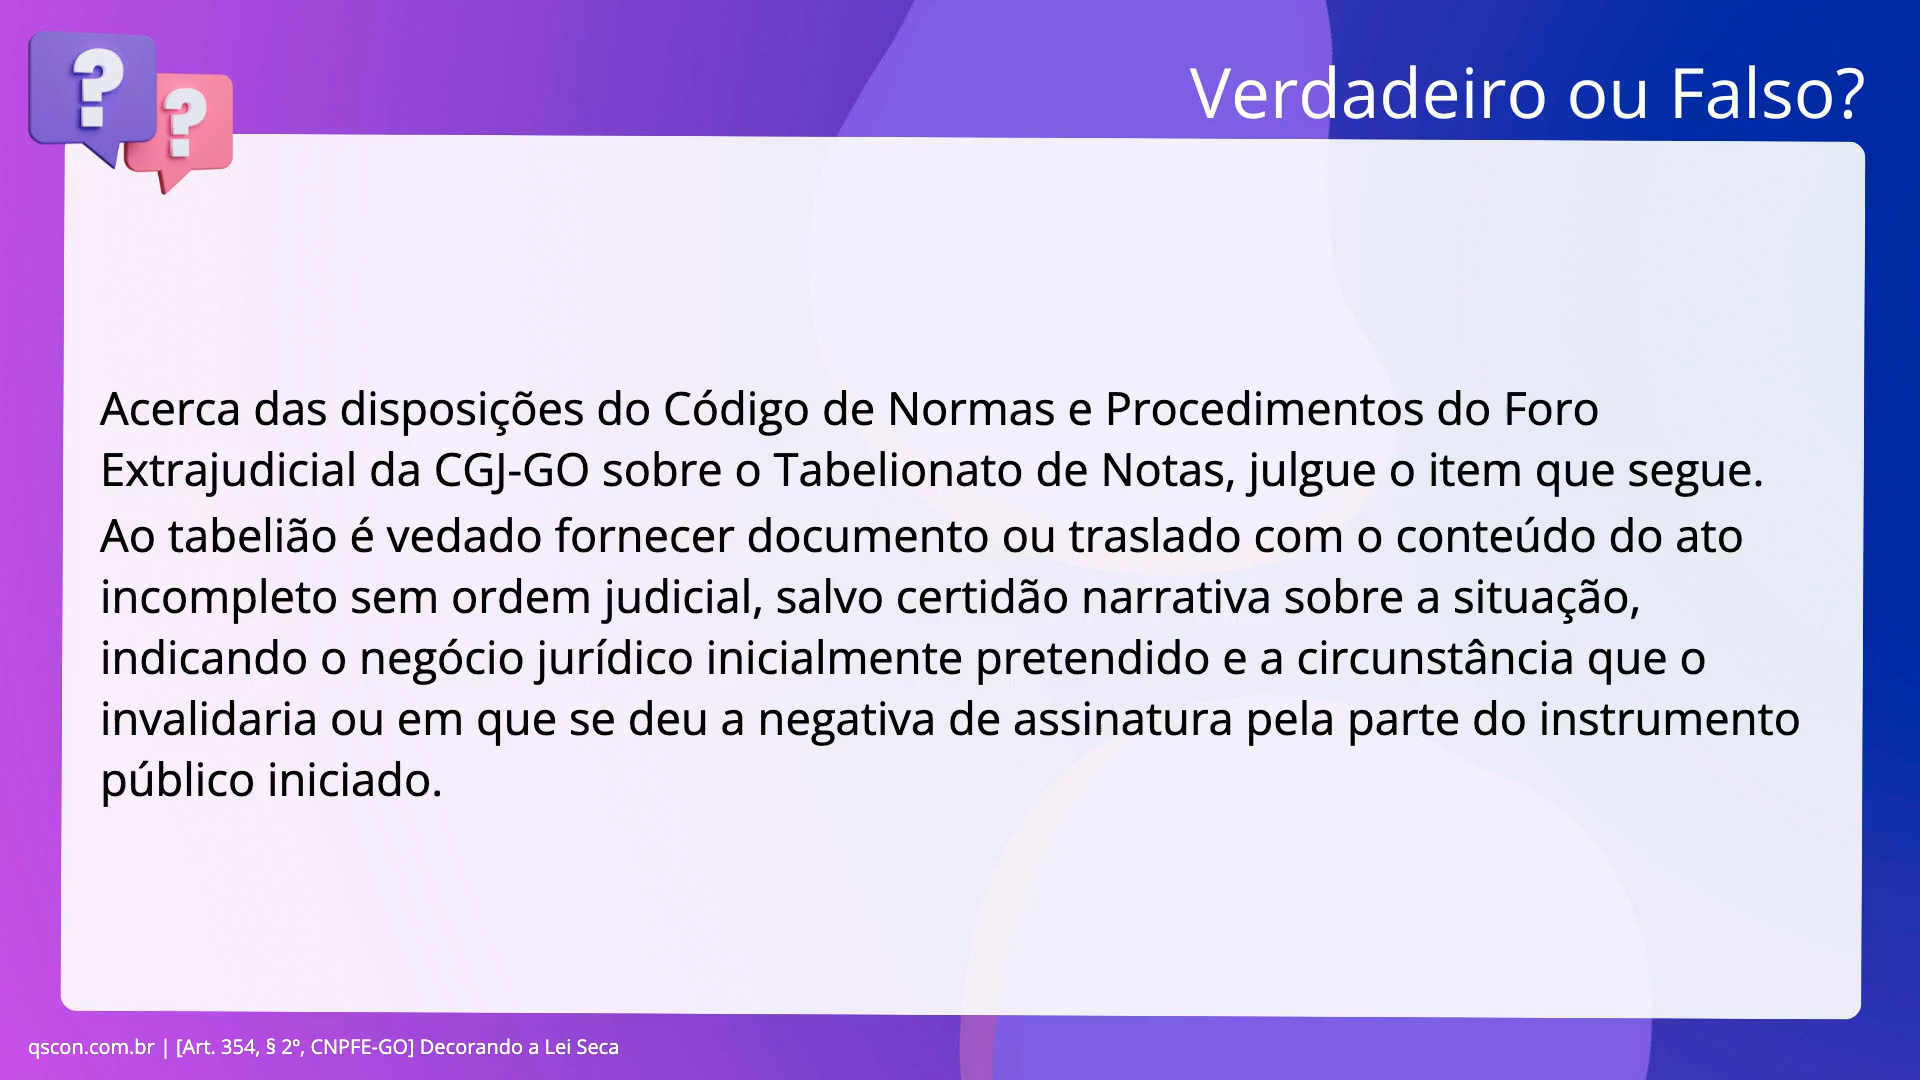 Verdadeiro ou Falso?
Acerca das disposições do Código de Normas e Procedimentos do Foro
Extrajudicial da CGJ-GO sobre o Tabelionato de Notas, julgue o item que segue.
Ao tabelião é vedado fornecer documento ou traslado com o conteúdo do ato
incompleto sem ordem judicial, salvo certidão narrativa sobre a situação,
indicando o negócio jurídico inicialmente pretendido e a circunstância que o
invalidaria ou em que se deu a negativa de assinatura pela parte do instrumento
público iniciado.
qscon.com.br | [Art. 354, § 2º, CNPFE-GO] Decorando a Lei Seca